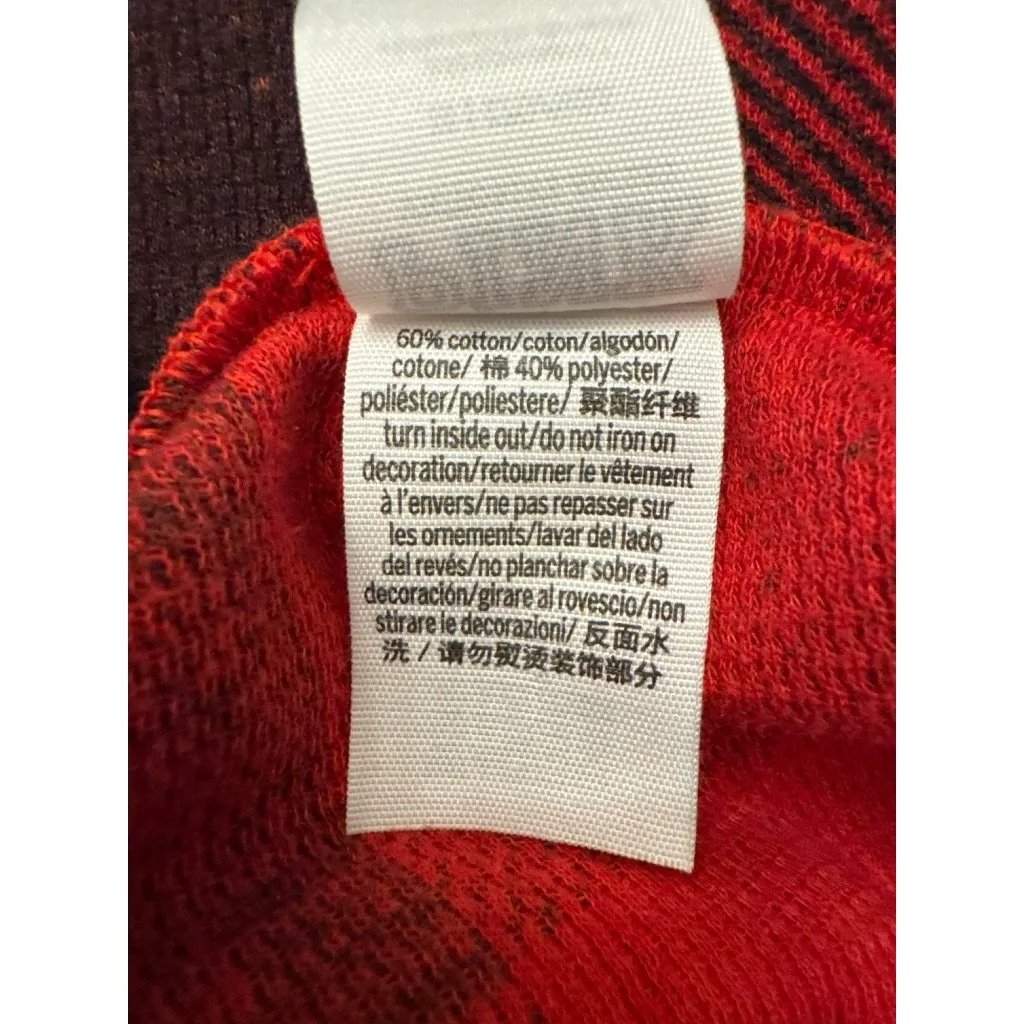 60% cotton/coton/algodón/
cotone/ 棉 40% polyester/
poliéster/poliestere/ 聚酯纤维
turn inside out/do not iron on
decoration/retourner le vêtement
à l'envers/ne pas repasser sur
les ornements/lavar del lado
del revés/no planchar sobre la
decoración/girare al rovescio/non
stirare le decorazioni/ 反面水
洗 / 请勿熨烫装饰部分